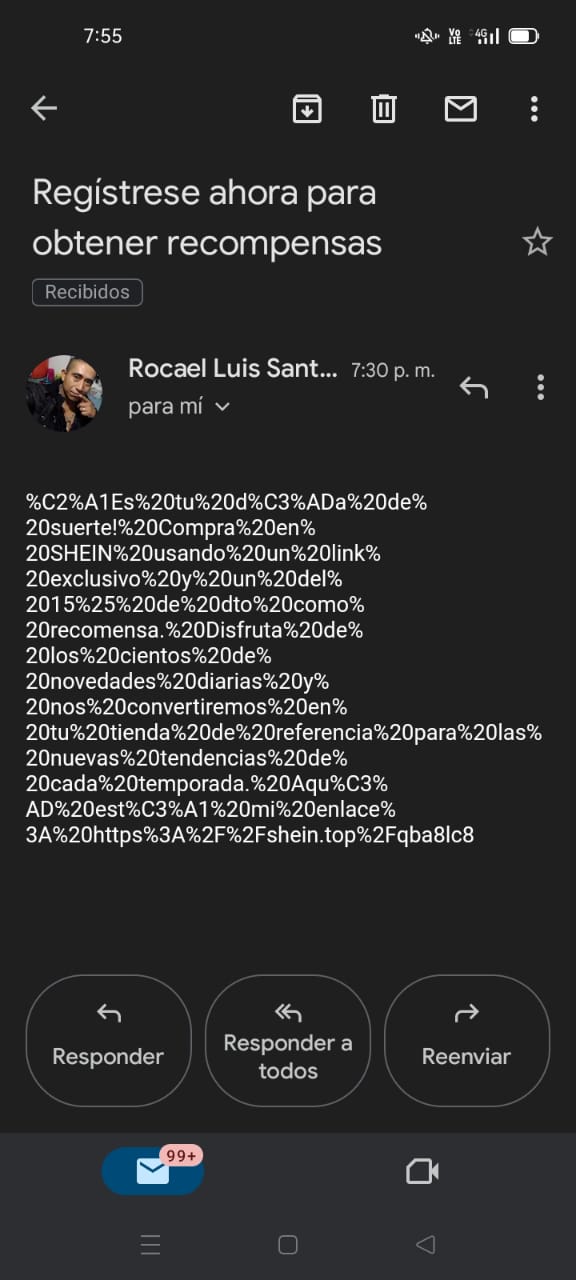 7:55
VO LTE 4G
Regístrese ahora para
obtener recompensas
Recibidos
Rocael Luis Sant... 7:30 p. m.
para mí
%C2%A1Es%20tu%20d%C3%ADa%20de%
20suerte!%20Compra%20en%
20SHEIN%20usando%20un%20link%
20exclusivo%20y%20un%20del%
2015%25%20de%20dto%20como%
20recomensa.%20Disfruta%20de%
20los%20cientos%20de%
20novedades%20diarias%20y%
20nos%20convertiremos%20en%
20tu%20tienda%20de%20referencia%20para%20las%
20nuevas%20tendencias%20de%
20cada%20temporada.%20Aqu%C3%
AD%20est%C3%A1%20mi%20enlace%
3A%20https%3A%2F%2Fshein.top%2Fqba8lc8
Responder
Responder a
todos
Reenviar
99+